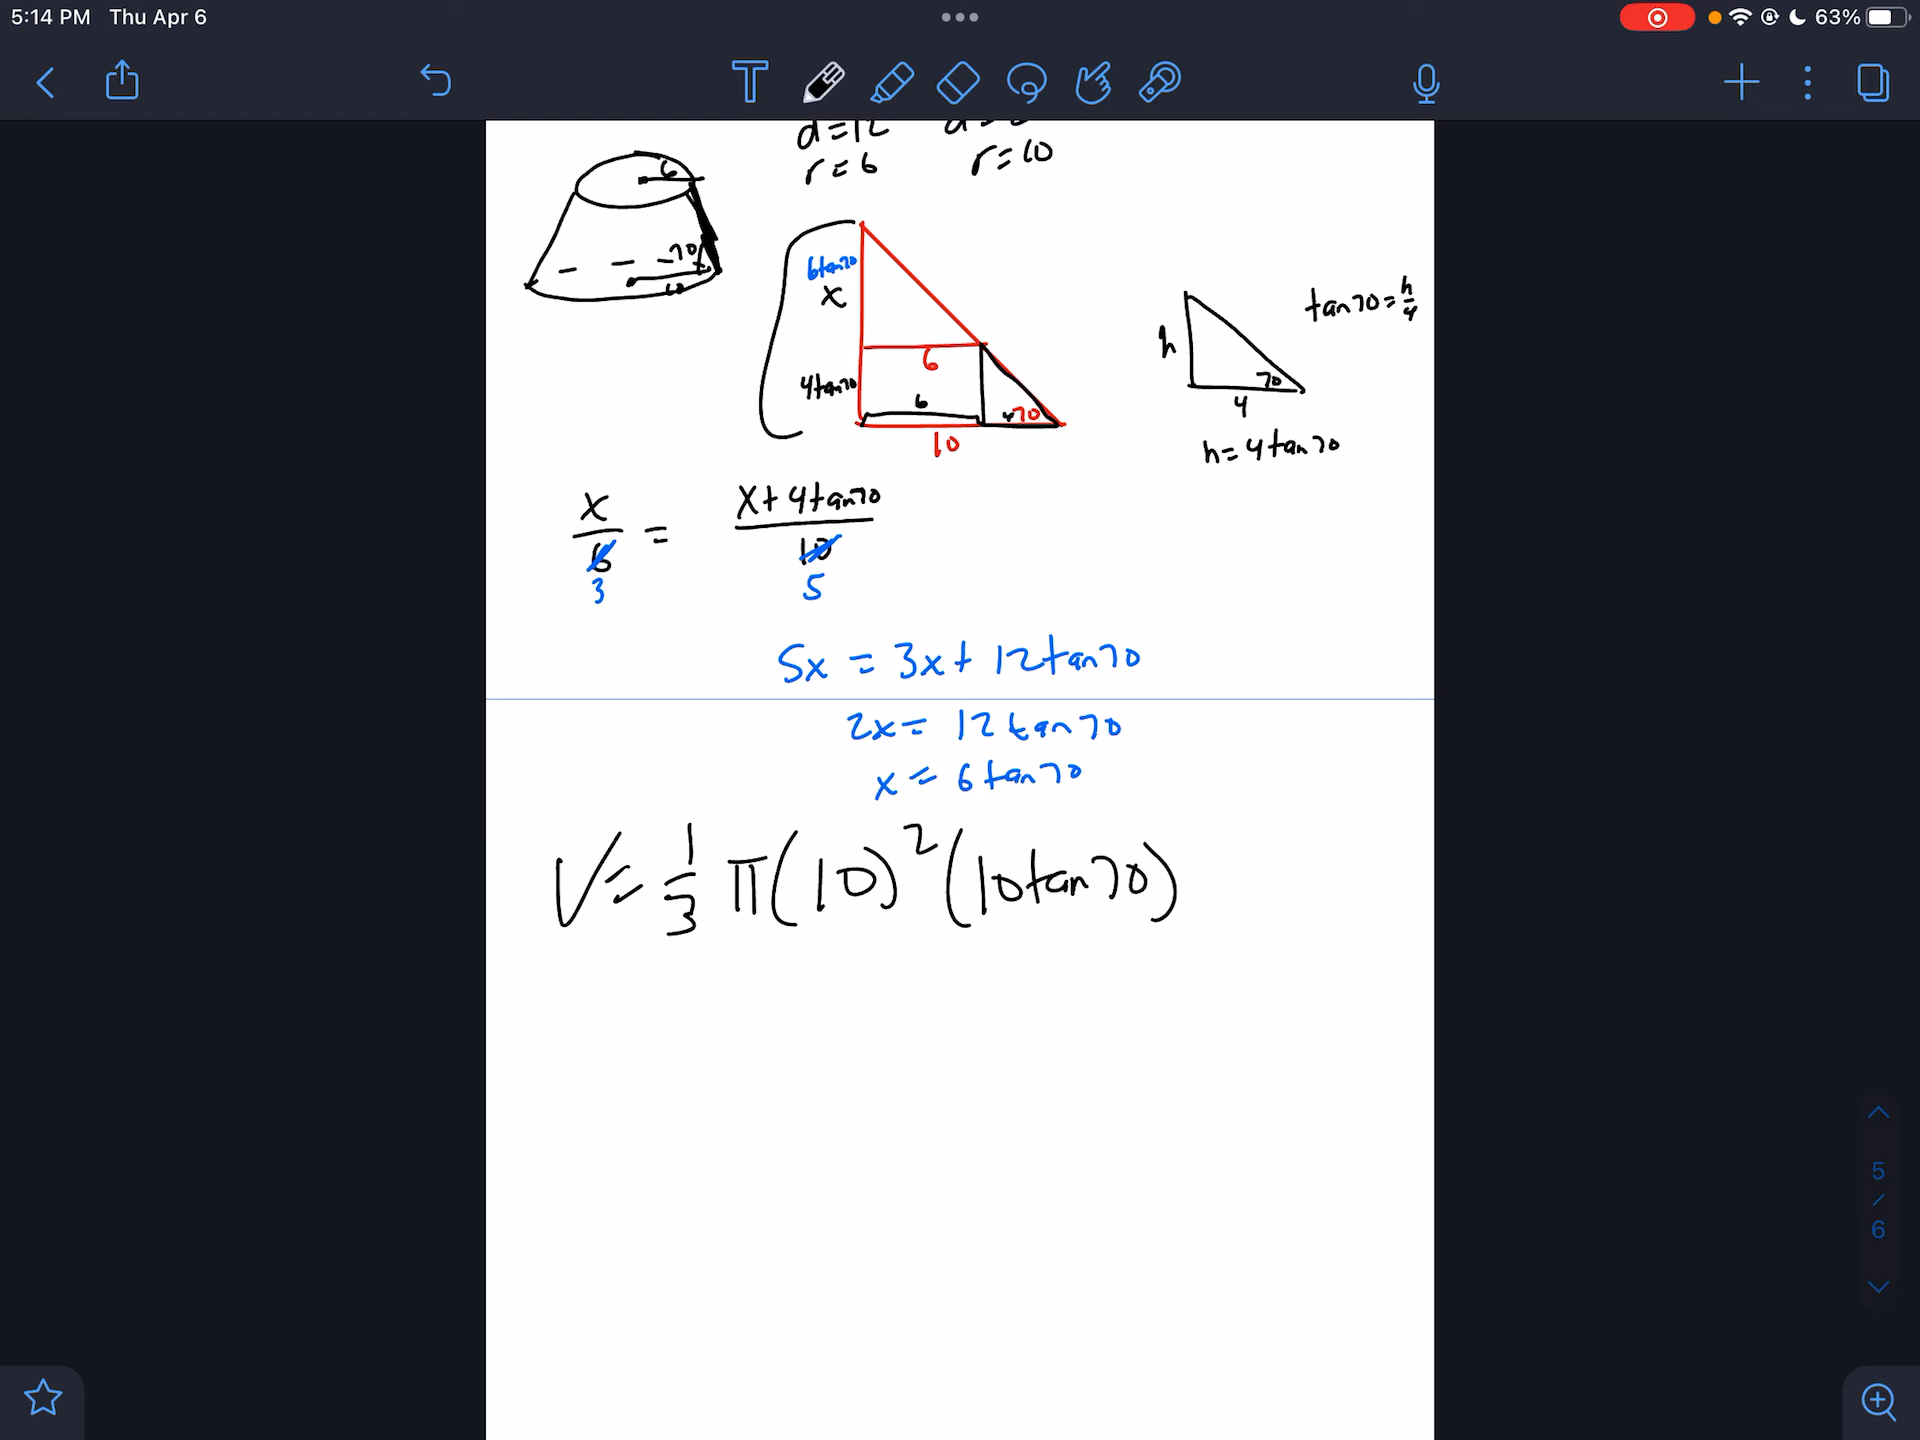 5:14 PM Thu Apr 6
63%
d=12
r=6
r=10
6
70
10
6tan70
x
4tan70
6
6
70
10
h
70
4
tan70=h/4
h=4tan70
x/6 = (x+4tan70)/10
3
5
5x = 3x+12tan70
2x= 12tan70
x = 6tan70
V= 1/3 π(10)²(10tan70)
5
/
6